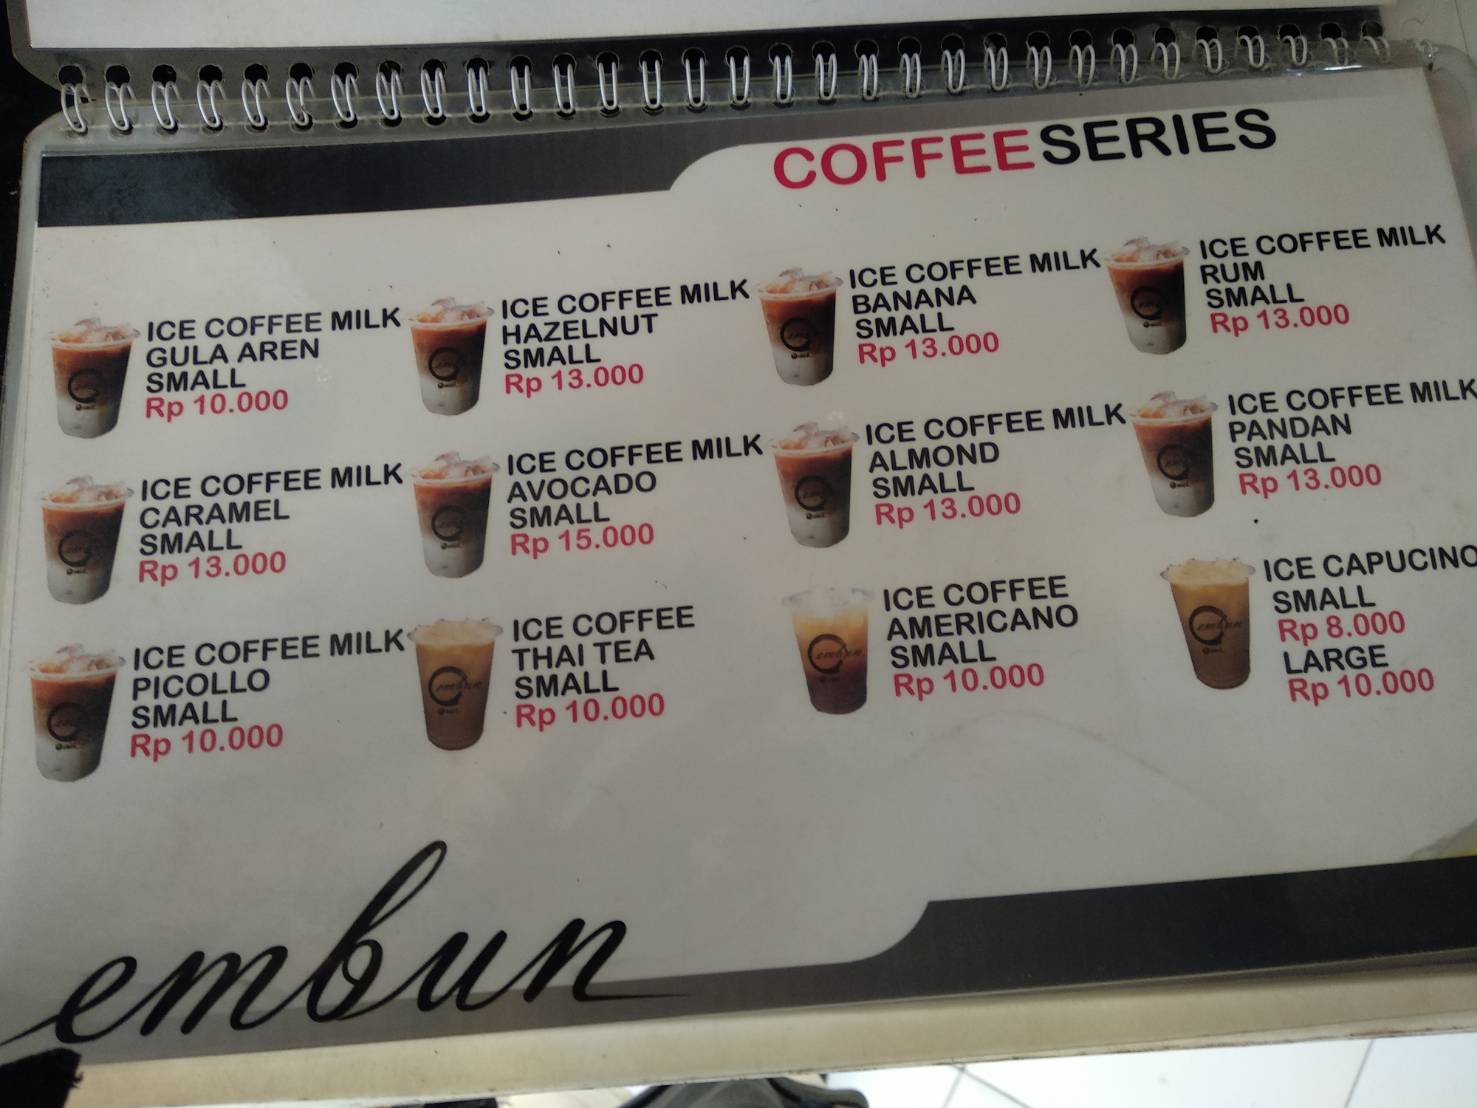 COFFEE SERIES
ICE COFFEE MILK
GULA AREN
SMALL
Rp 10.000
ICE COFFEE MILK
HAZELNUT
SMALL
Rp 13.000
ICE COFFEE MILK
BANANA
SMALL
Rp 13.000
ICE COFFEE MILK
RUM
SMALL
Rp 13.000
ICE COFFEE MILK
CARAMEL
SMALL
Rp 13.000
ICE COFFEE MILK
AVOCADO
SMALL
Rp 15.000
ICE COFFEE MILK
ALMOND
SMALL
Rp 13.000
ICE COFFEE MILK
PANDAN
SMALL
Rp 13.000
ICE COFFEE MILK
PICOLLO
SMALL
Rp 10.000
ICE COFFEE
THAI TEA
SMALL
Rp 10.000
embun
ICE COFFEE
AMERICANO
SMALL
Rp 10.000
embun
ICE CAPUCINO
SMALL
Rp 8.000
LARGE
Rp 10.000
embun
embun